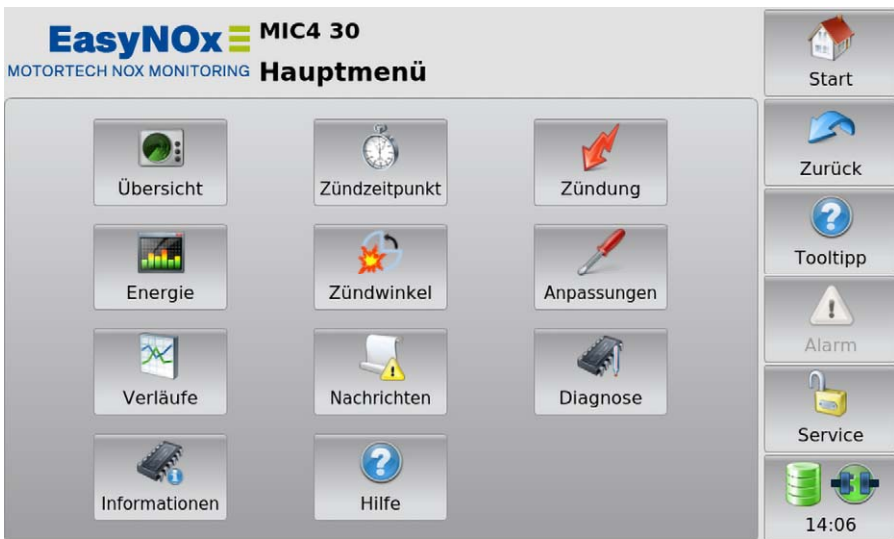 EasyNOx
MOTORTECH NOX MONITORING
MIC4 30
Hauptmenü
Übersicht
Zündzeitpunkt
Zündung
Energie
Zündwinkel
Anpassungen
Verläufe
Nachrichten
Diagnose
Informationen
Hilfe
Start
Zurück
Tooltipp
Alarm
Service
14:06